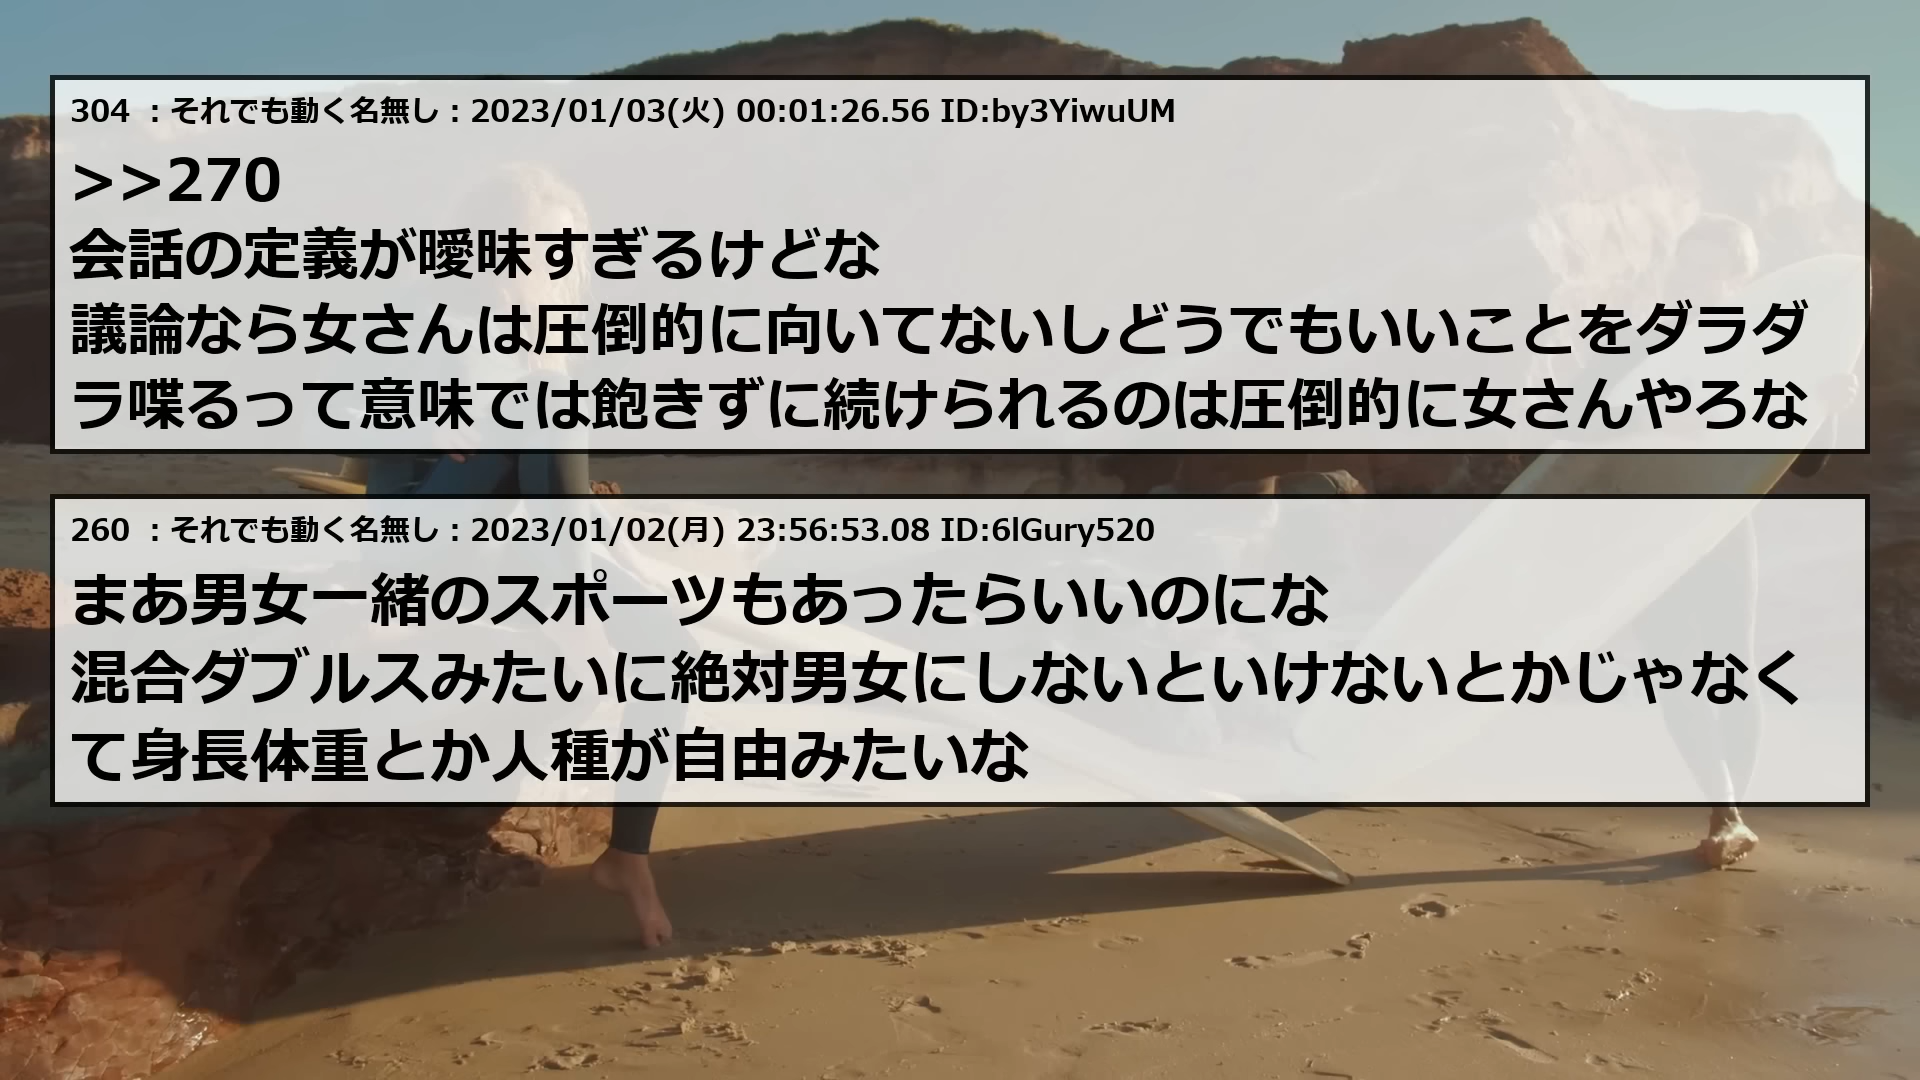 304 ：それでも動く名無し：2023/01/03(火) 00:01:26.56 ID:by3YiwuUM
>>270
会話の定義が曖昧すぎるけどな
議論なら女さんは圧倒的に向いてないしどうでもいいことをダラダ
ラ喋るって意味では飽きずに続けられるのは圧倒的に女さんやろな
260 ：それでも動く名無し：2023/01/02(月) 23:56:53.08 ID:6lGury520
まあ男女一緒のスポーツもあったらいいのにな
混合ダブルスみたいに絶対男女にしないといけないとかじゃなく
て身長体重とか人種が自由みたいな